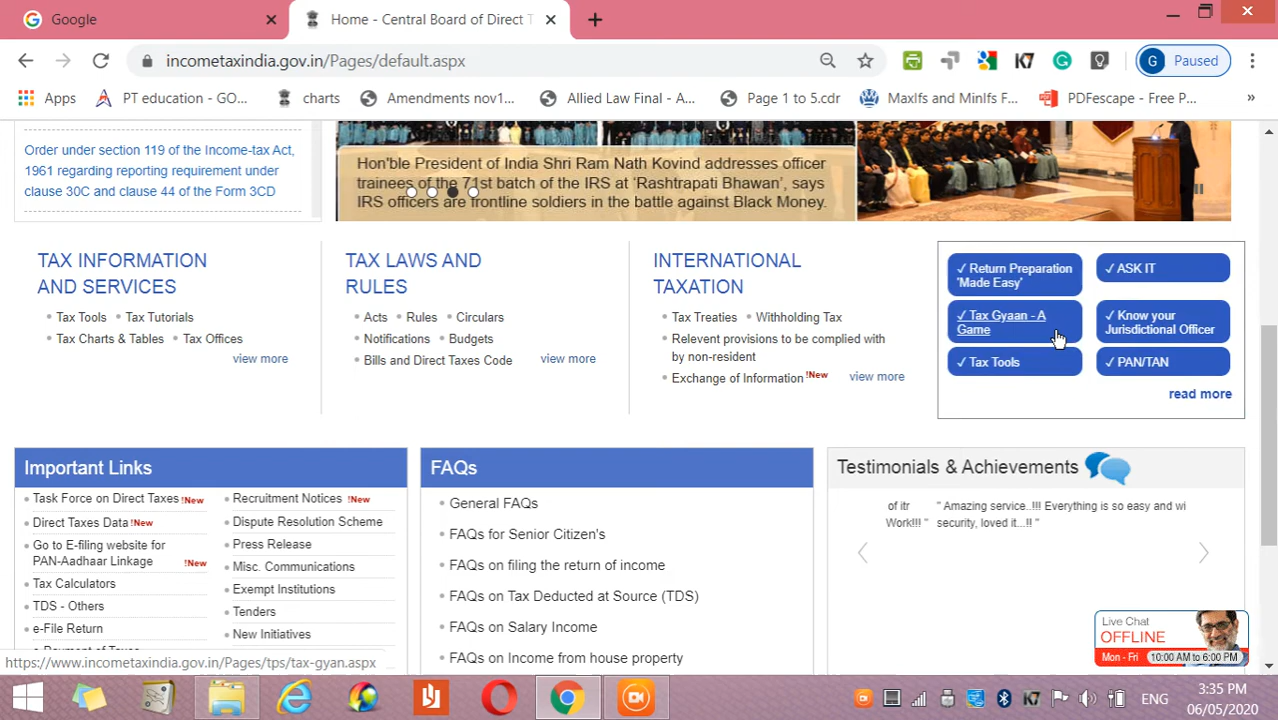 Google
Home - Central Board of Direct T
incometaxindia.gov.in/Pages/default.aspx
G Paused
Apps
PT education - GO...
charts
Amendments nov1...
Allied Law Final - A...
Page 1 to 5.cdr
MaxIfs and MinIfs F...
PDFescape - Free P...
»
Order under section 119 of the Income-tax Act,
1961 regarding reporting requirement under
clause 30C and clause 44 of the Form 3CD
Hon'ble President of India Shri Ram Nath Kovind addresses officer
trainees of the 71st batch of the IRS at 'Rashtrapati Bhawan', says
IRS officers are frontline soldiers in the battle against Black Money.
TAX INFORMATION
AND SERVICES
Tax Tools
Tax Tutorials
Tax Charts & Tables
Tax Offices
view more
TAX LAWS AND
RULES
Acts
Rules
Circulars
Notifications
Budgets
Bills and Direct Taxes Code
view more
INTERNATIONAL
TAXATION
Tax Treaties
Withholding Tax
Relevent provisions to be complied with
by non-resident
Exchange of Information !New
view more
✓ Return Preparation
'Made Easy'
✓ ASK IT
✓ Tax Gyaan - A
Game
✓ Know your
Jurisdictional Officer
✓ Tax Tools
✓ PAN/TAN
read more
Important Links
Task Force on Direct Taxes !New
Direct Taxes Data !New
Go to E-filing website for
PAN-Aadhaar Linkage !New
Tax Calculators
TDS - Others
e-File Return
Recruitment Notices !New
Dispute Resolution Scheme
Press Release
Misc. Communications
Exempt Institutions
Tenders
New Initiatives
FAQs
General FAQs
FAQs for Senior Citizen's
FAQs on filing the return of income
FAQs on Tax Deducted at Source (TDS)
FAQs on Salary Income
FAQs on Income from house property
Testimonials & Achievements
of itr
Work!!! "
" Amazing service..!!! Everything is so easy and wi
security, loved it...!! "
Live Chat
OFFLINE
Mon - Fri 10:00 AM to 6:00 PM
https://www.incometaxindia.gov.in/Pages/tps/tax-gyan.aspx
ENG
3:35 PM
06/05/2020